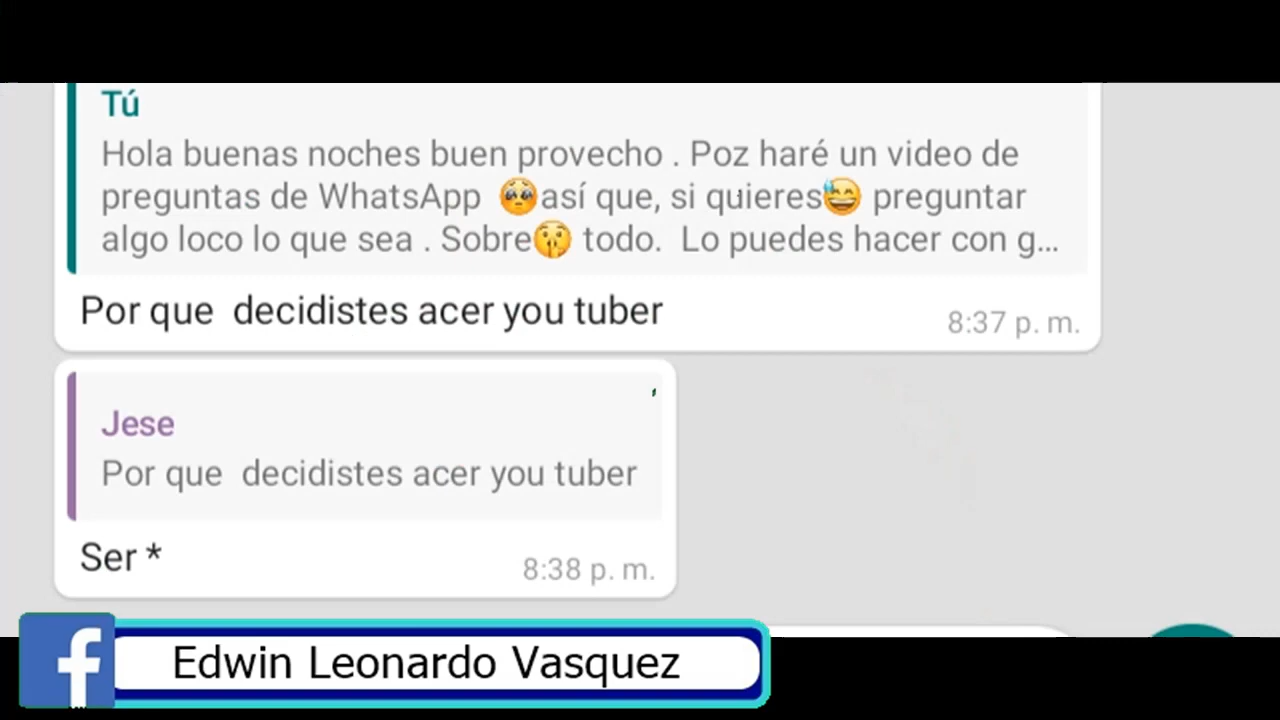 Tú
Hola buenas noches buen provecho . Poz haré un video de
preguntas de WhatsApp 🥺así que, si quieres😅 preguntar
algo loco lo que sea . Sobre🤫 todo. Lo puedes hacer con g...
Por que decidistes acer you tuber
8:37 p. m.
Jese
Por que decidistes acer you tuber
Ser *
8:38 p. m.
f Edwin Leonardo Vasquez